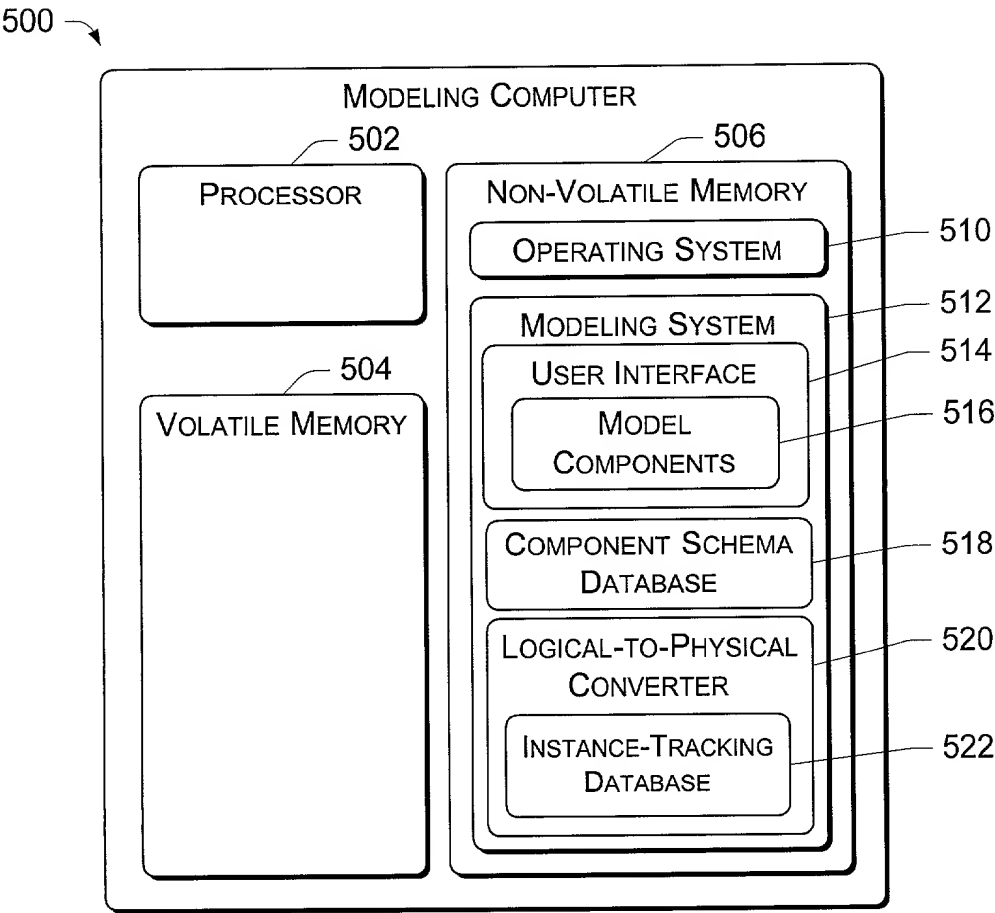 500
MODELING COMPUTER
502
506
PROCESSOR
NON-VOLATILE MEMORY
510
OPERATING SYSTEM
512
MODELING SYSTEM
514
USER INTERFACE
504
516
VOLATILE MEMORY
MODEL
COMPONENTS
518
COMPONENT SCHEMA
DATABASE
520
LOGICAL-TO-PHYSICAL
CONVERTER
522
INSTANCE-TRACKING
DATABASE